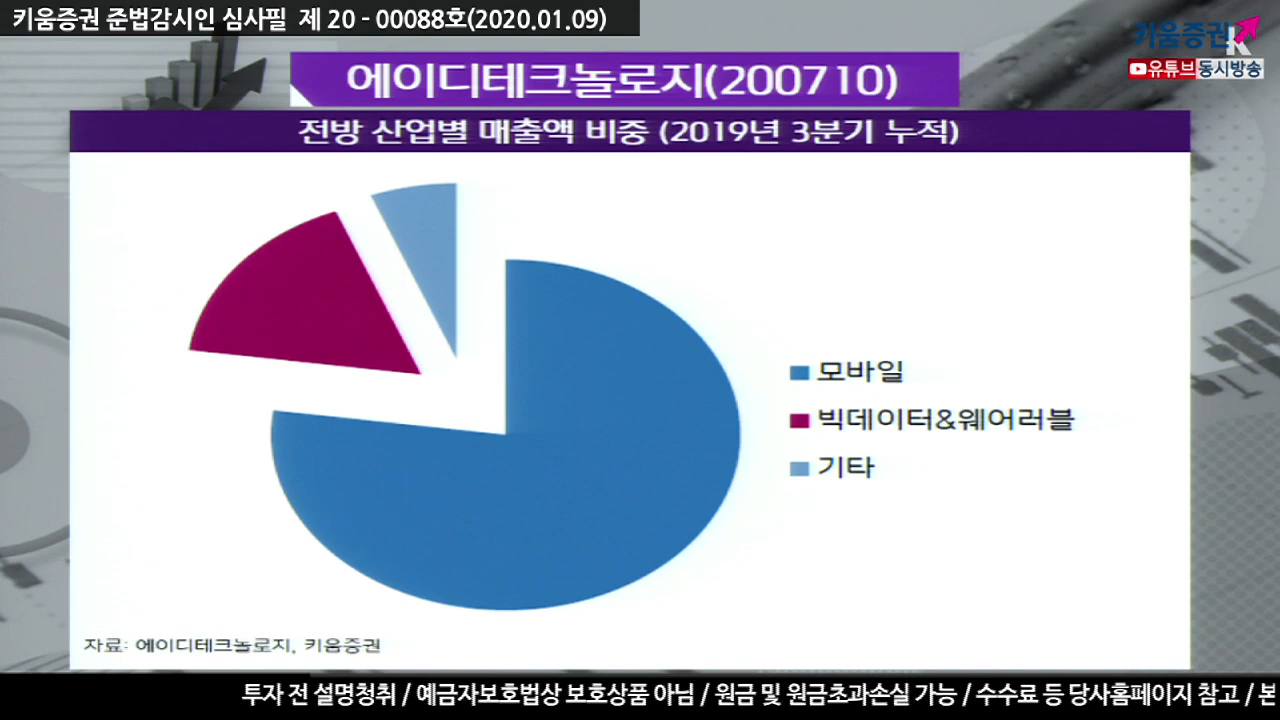 키움증권 준법감시인 심사필 제 20 - 00088호(2020.01.09)
키움증권
유튜브 동시방송
에이디테크놀로지(200710)
전방 산업별 매출액 비중 (2019년 3분기 누적)
모바일
빅데이터&웨어러블
기타
자료: 에이디테크놀로지, 키움증권
투자 전 설명청취 / 예금자보호법상 보호상품 아님 / 원금 및 원금초과손실 가능 / 수수료 등 당사홈페이지 참고 / 본